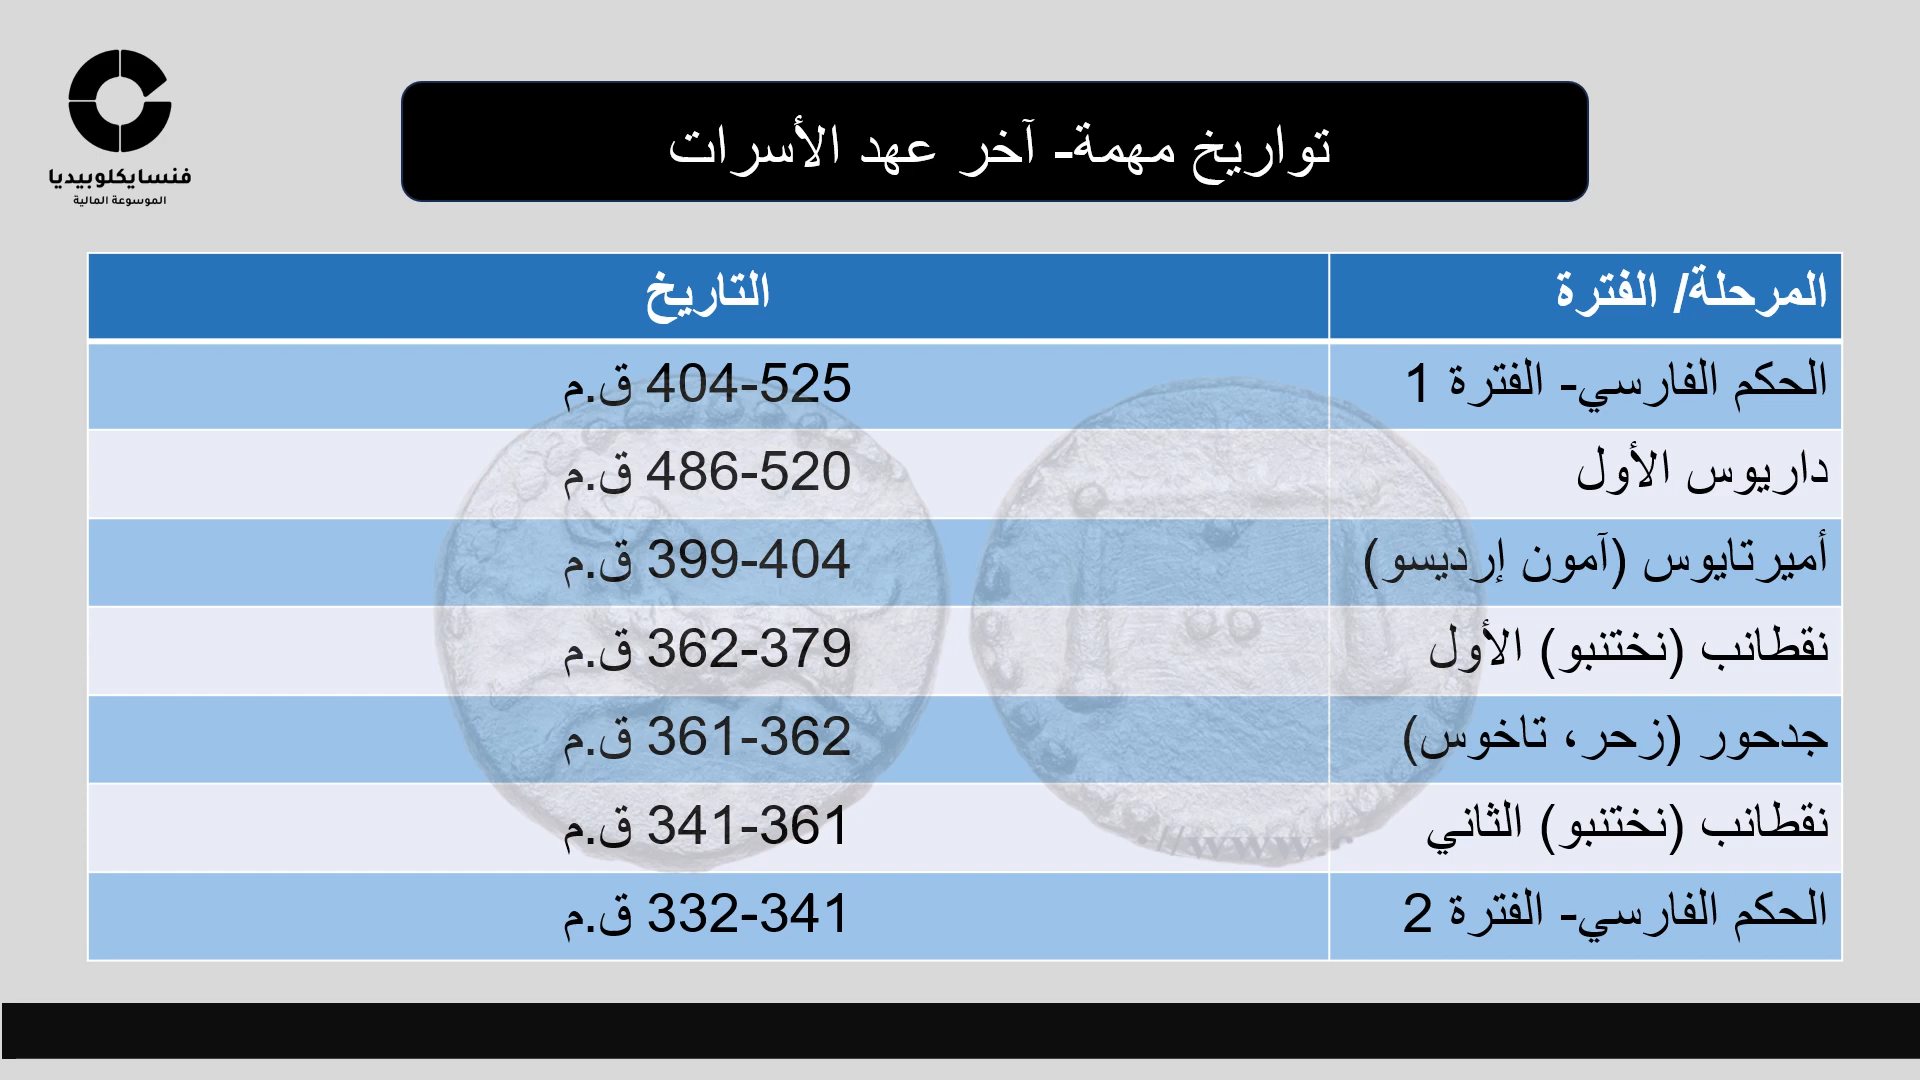 فنسايكلوبيديا
الموسوعة المالية
تواريخ مهمة- آخر عهد الأسرات
المرحلة/ الفترة التاريخ
الحكم الفارسي- الفترة 1 525-404 ق.م
داريوس الأول 520-486 ق.م
أميرتايوس (آمون إرديسو) 404-399 ق.م
نقطانب (نختنبو) الأول 379-362 ق.م
جدحور (زحر، تاخوس) 362-361 ق.م
نقطانب (نختنبو) الثاني 361-341 ق.م
الحكم الفارسي- الفترة 2 341-332 ق.م
://www.